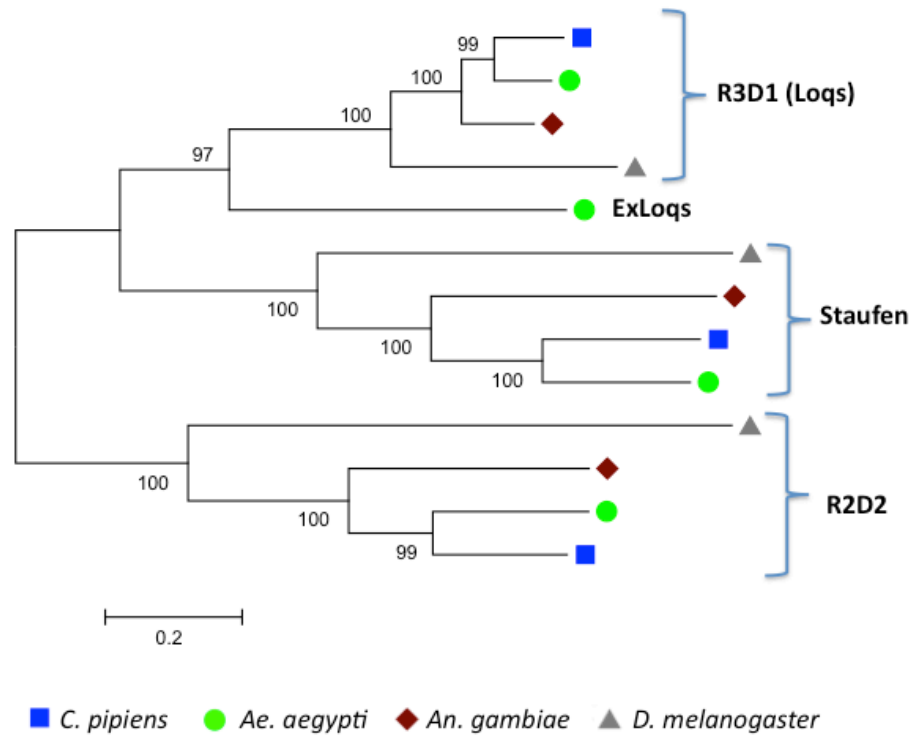 99
100
R3D1 (Loqs)
100
97
ExLoqs
100
Staufen
100
100
100
R2D2
100
99
0.2
C. pipiens Ae. aegypti An. gambiae D. melanogaster